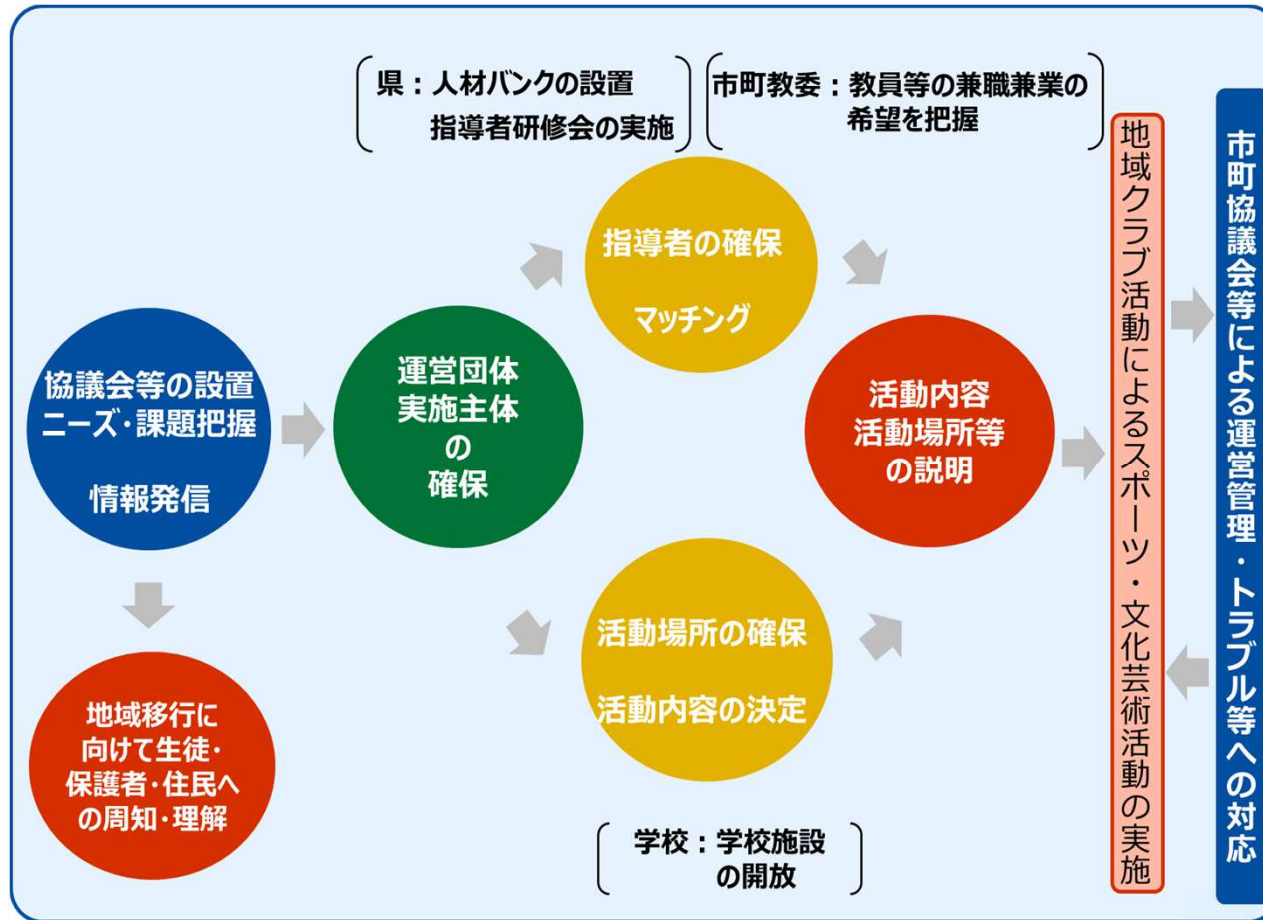 県：人材バンクの設置
指導者研修会の実施
市町教委：教員等の兼職兼業の
希望を把握
指導者の確保
マッチング
協議会等の設置
ニーズ・課題把握
情報発信
運営団体
実施主体
の
確保
活動内容
活動場所等
の説明
活動場所の確保
活動内容の決定
地域移行に
向けて生徒・
保護者・住民へ
の周知・理解
学校：学校施設
の開放
地域クラブ活動によるスポーツ・文化芸術活動の実施
市町協議会等による運営管理・トラブル等への対応